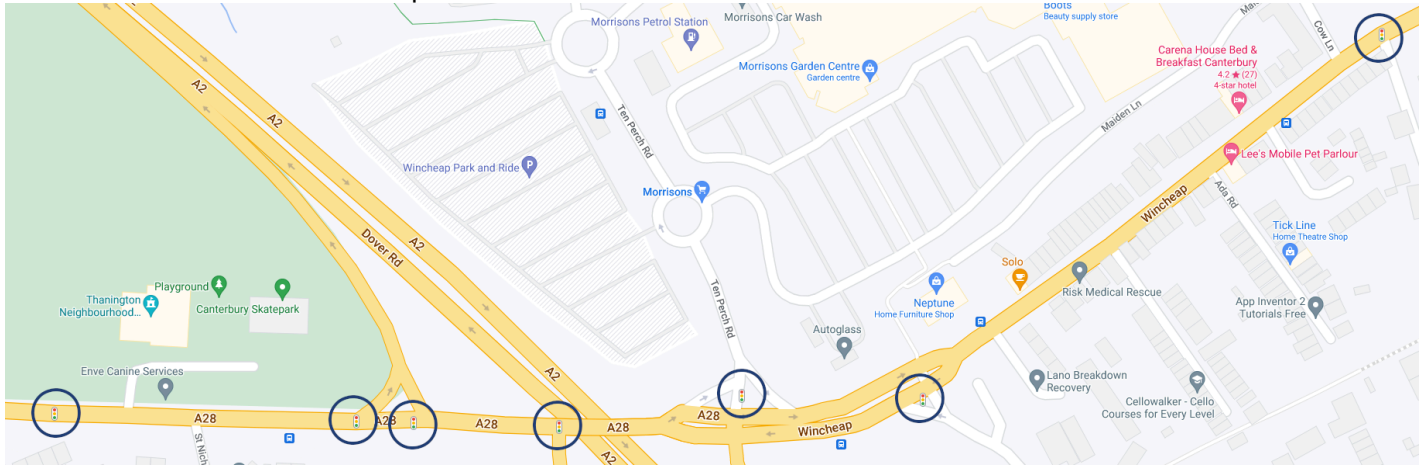 Morrisons Petrol Station
Morrisons Car Wash
Boots
Beauty supply store
Cow Ln
Carena House Bed &
Breakfast Canterbury
4.2 ★ (27)
4-star hotel
Morrisons Garden Centre
Garden centre
A2
A2
A2
Ten Perch Rd
Maiden Ln
Wincheap Park and Ride
Lee's Mobile Pet Parlour
Morrisons
Wincheap
Ada Rd
A2
Dover Rd
Tick Line
Home Theatre Shop
Playground
Thanington
Neighbourhood...
Canterbury Skatepark
Solo
Risk Medical Rescue
Neptune
Home Furniture Shop
App Inventor 2
Tutorials Free
Ten Perch Rd
Autoglass
Enve Canine Services
A2
Lano Breakdown
Recovery
Cellowalker - Cello
Courses for Every Level
A28
A28
A28
A28
A28
Wincheap
St Nich
A2